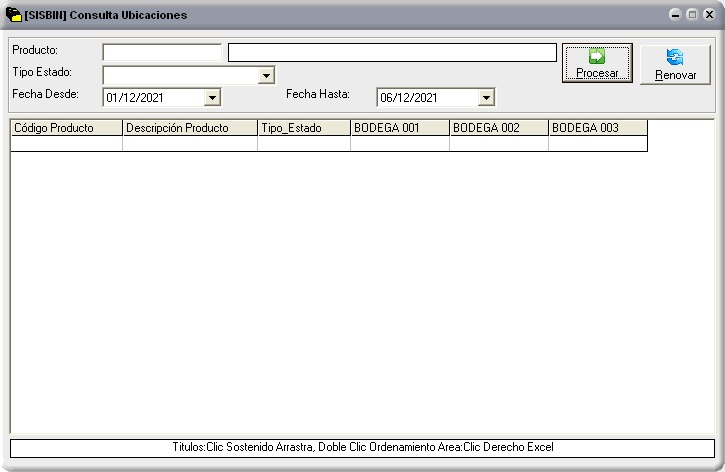 [SISBIN] Consulta Ubicaciones
Producto:
Procesar
Renovar
Tipo Estado:
Fecha Desde: 01/12/2021 Fecha Hasta: 06/12/2021
Código Producto Descripción Producto Tipo_Estado BODEGA 001 BODEGA 002 BODEGA 003
Titulos:Clic Sostenido Arrastra, Doble Clic Ordenamiento Area:Clic Derecho Excel